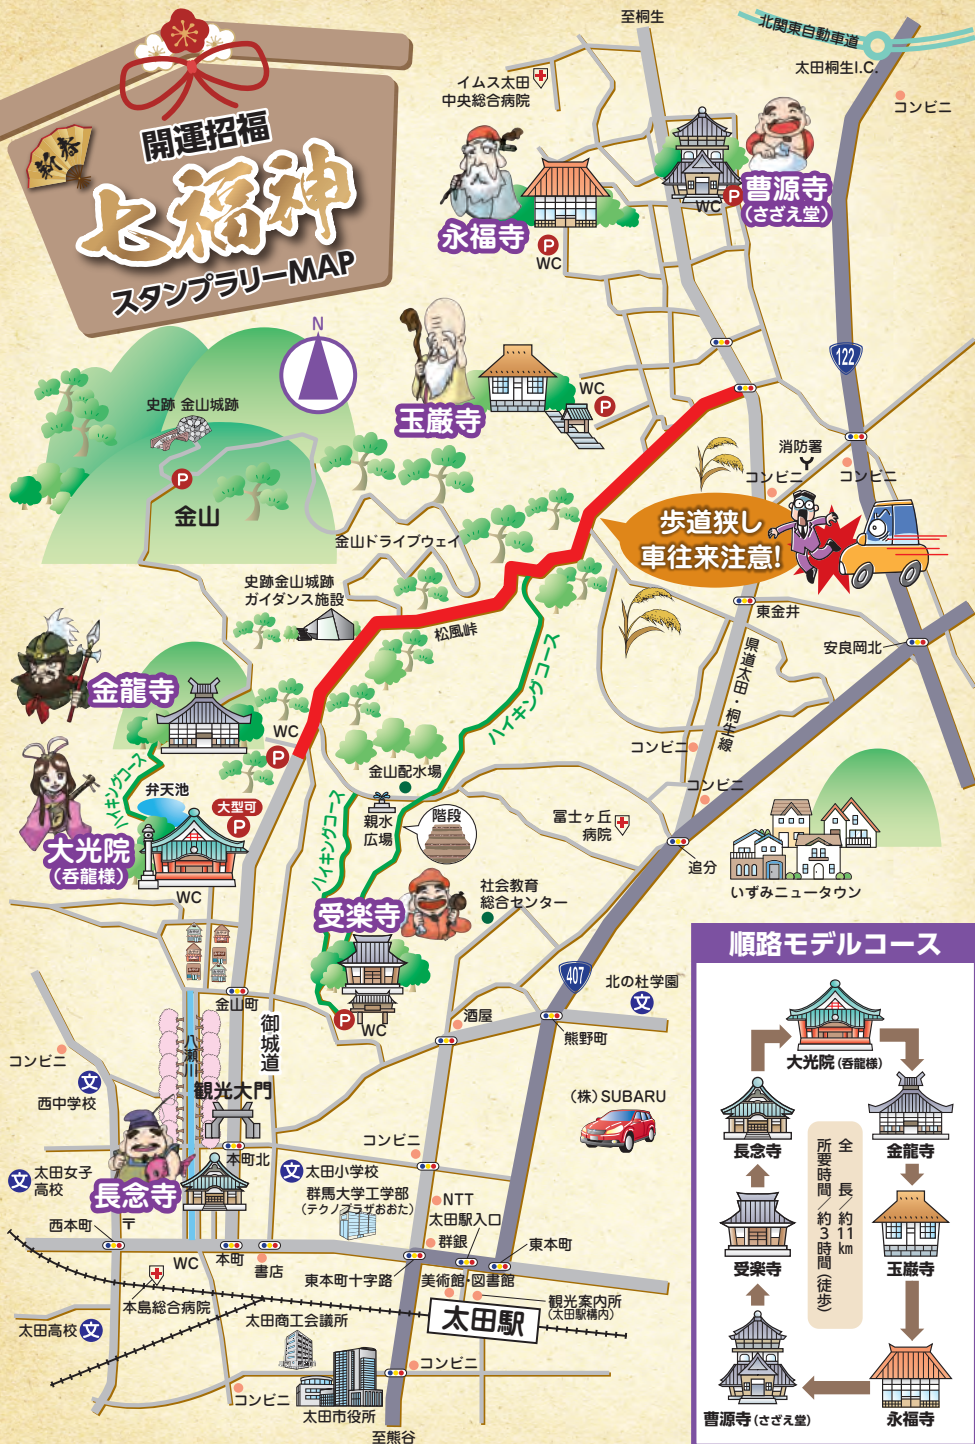 新春
開運招福
七福神
スタンプラリーMAP
至桐生
北関東自動車道
太田桐生I.C.
コンビニ
イムス太田
中央総合病院
曹源寺
(さざえ堂)
P
WC
永福寺
P
WC
N
122
玉巌寺
WC
P
史跡 金山城跡
P
金山
金山ドライブウェイ
消防署
コンビニ
コンビニ
歩道狭し
車往来注意!
史跡金山城跡
ガイダンス施設
松風峠
東金井
安良岡北
県道太田・桐生線
ハイキングコース
金龍寺
WC
P
ハイキングコース
弁天池
大型可
P
大光院
(呑龍様)
WC
金山配水場
親水
広場
階段
ハイキングコース
コンビニ
コンビニ
冨士ヶ丘
病院
追分
いずみニュータウン
受楽寺
社会教育
総合センター
P
WC
407
北の杜学園
文
金山町
御城道
酒屋
熊野町
コンビニ
文
西中学校
八瀬川
観光大門
(株)SUBARU
コンビニ
本町北
文
太田小学校
文
太田女子
高校
長念寺
群馬大学工学部
(テクノプラザおおた)
NTT
太田駅入口
群銀
西本町
〒
WC
本町
書店
東本町十字路
美術館・図書館
東本町
本島総合病院
観光案内所
(太田駅構内)
太田駅
太田高校
文
太田商工会議所
コンビニ
コンビニ
太田市役所
至熊谷
順路モデルコース
大光院(呑龍様)
長念寺
金龍寺
全 長/約11km
所要時間/約3時間(徒歩)
受楽寺
玉巌寺
曹源寺(さざえ堂)
永福寺